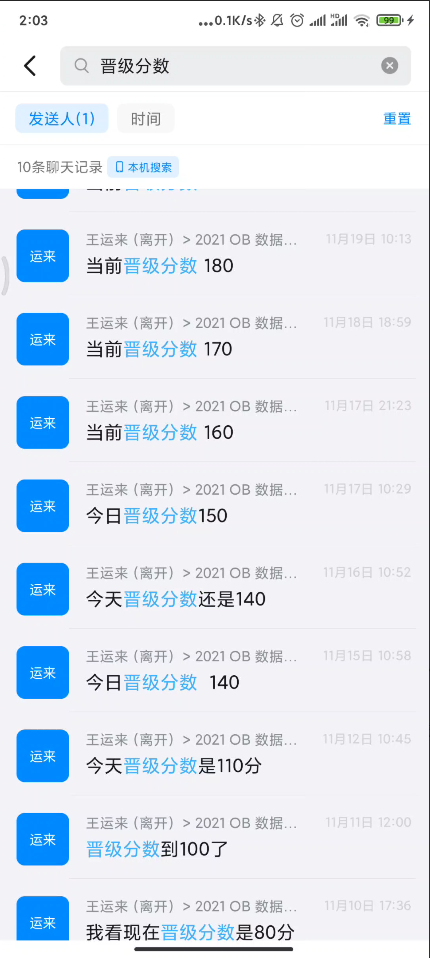 2:03
0.1K/s
HD
99
晋级分数
发送人(1)
时间
重置
10条聊天记录
本机搜索
运来
王运来 (离开) > 2021 OB 数据...
11月19日 10:13
当前晋级分数 180
运来
王运来 (离开) > 2021 OB 数据...
11月18日 18:59
当前晋级分数 170
运来
王运来 (离开) > 2021 OB 数据...
11月17日 21:23
当前晋级分数 160
运来
王运来 (离开) > 2021 OB 数据...
11月17日 10:29
今日晋级分数150
运来
王运来 (离开) > 2021 OB 数据...
11月16日 10:52
今天晋级分数还是140
运来
王运来 (离开) > 2021 OB 数据...
11月15日 10:58
今日晋级分数 140
运来
王运来 (离开) > 2021 OB 数据...
11月12日 10:45
今天晋级分数是110分
运来
王运来 (离开) > 2021 OB 数据...
11月11日 12:00
晋级分数到100了
运来
王运来 (离开) > 2021 OB 数据...
11月10日 17:36
我看现在晋级分数是80分